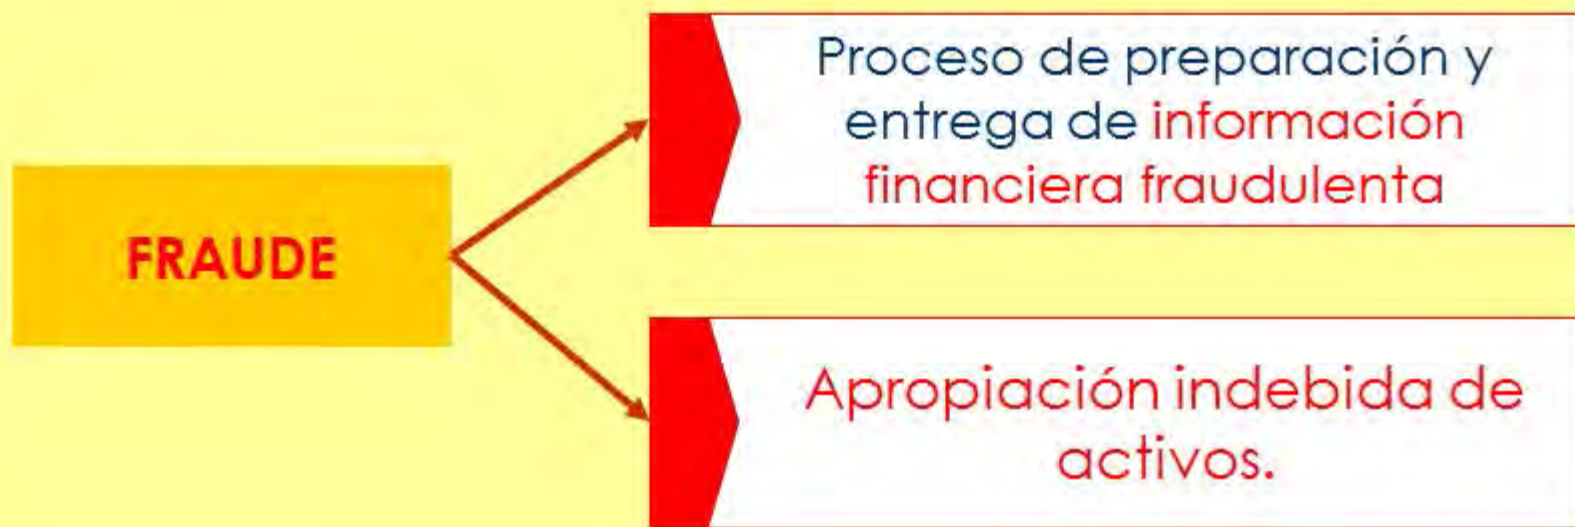 FRAUDE
Proceso de preparación y
entrega de información
financiera fraudulenta
Apropiación indebida de
activos.